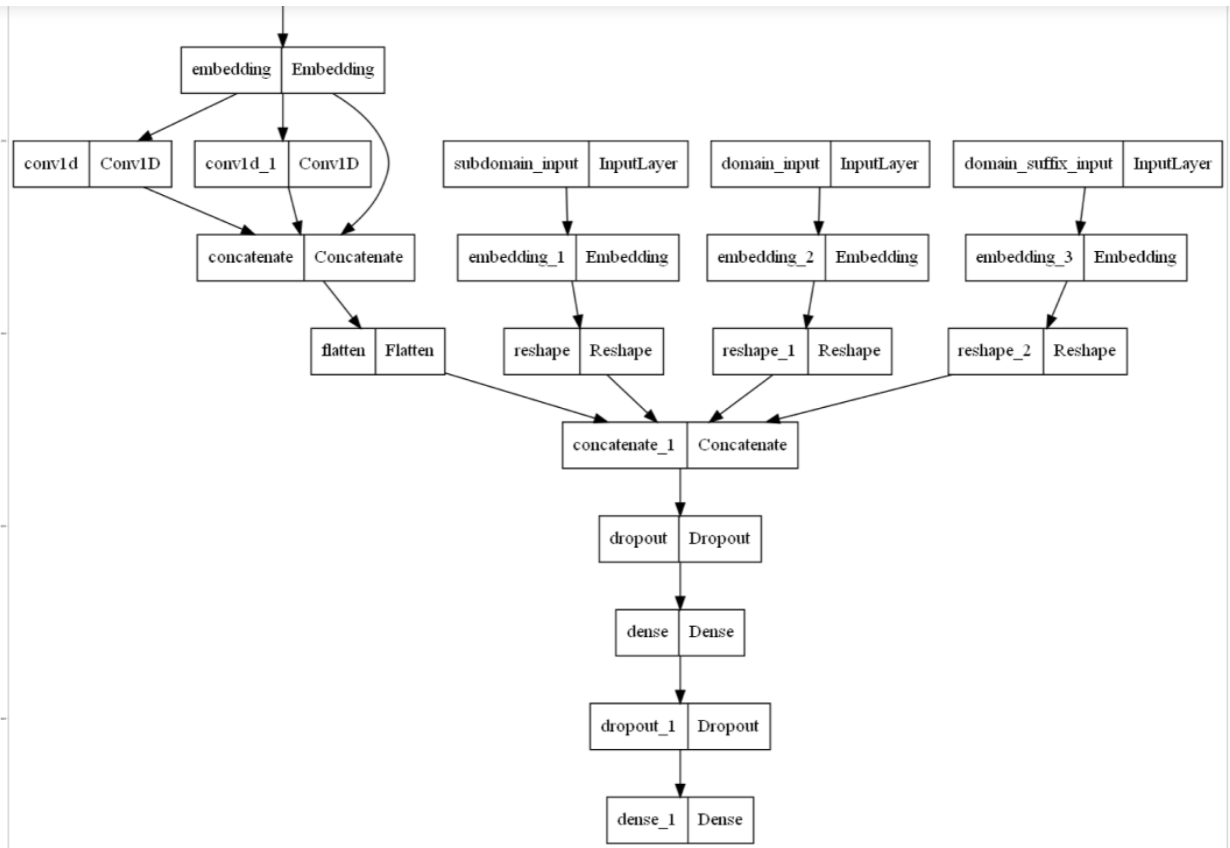 embedding Embedding
conv1d Conv1D conv1d_1 Conv1D subdomain_input InputLayer domain_input InputLayer domain_suffix_input InputLayer
concatenate Concatenate embedding_1 Embedding embedding_2 Embedding embedding_3 Embedding
flatten Flatten reshape Reshape reshape_1 Reshape reshape_2 Reshape
concatenate_1 Concatenate
dropout Dropout
dense Dense
dropout_1 Dropout
dense_1 Dense